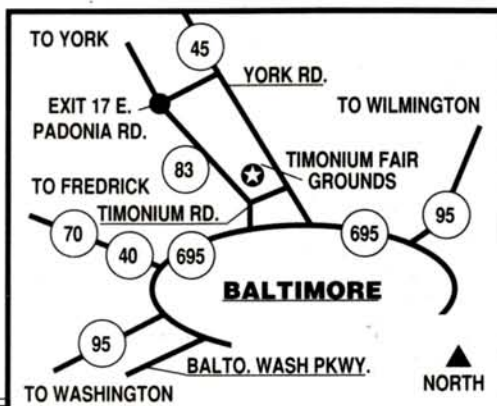 TO YORK
45
YORK RD.
EXIT 17 E.
PADONIA RD.
TO WILMINGTON
83
TIMONIUM FAIR
GROUNDS
TO FREDRICK
TIMONIUM RD.
95
70
40
695
695
BALTIMORE
95
BALTO. WASH PKWY.
TO WASHINGTON
NORTH